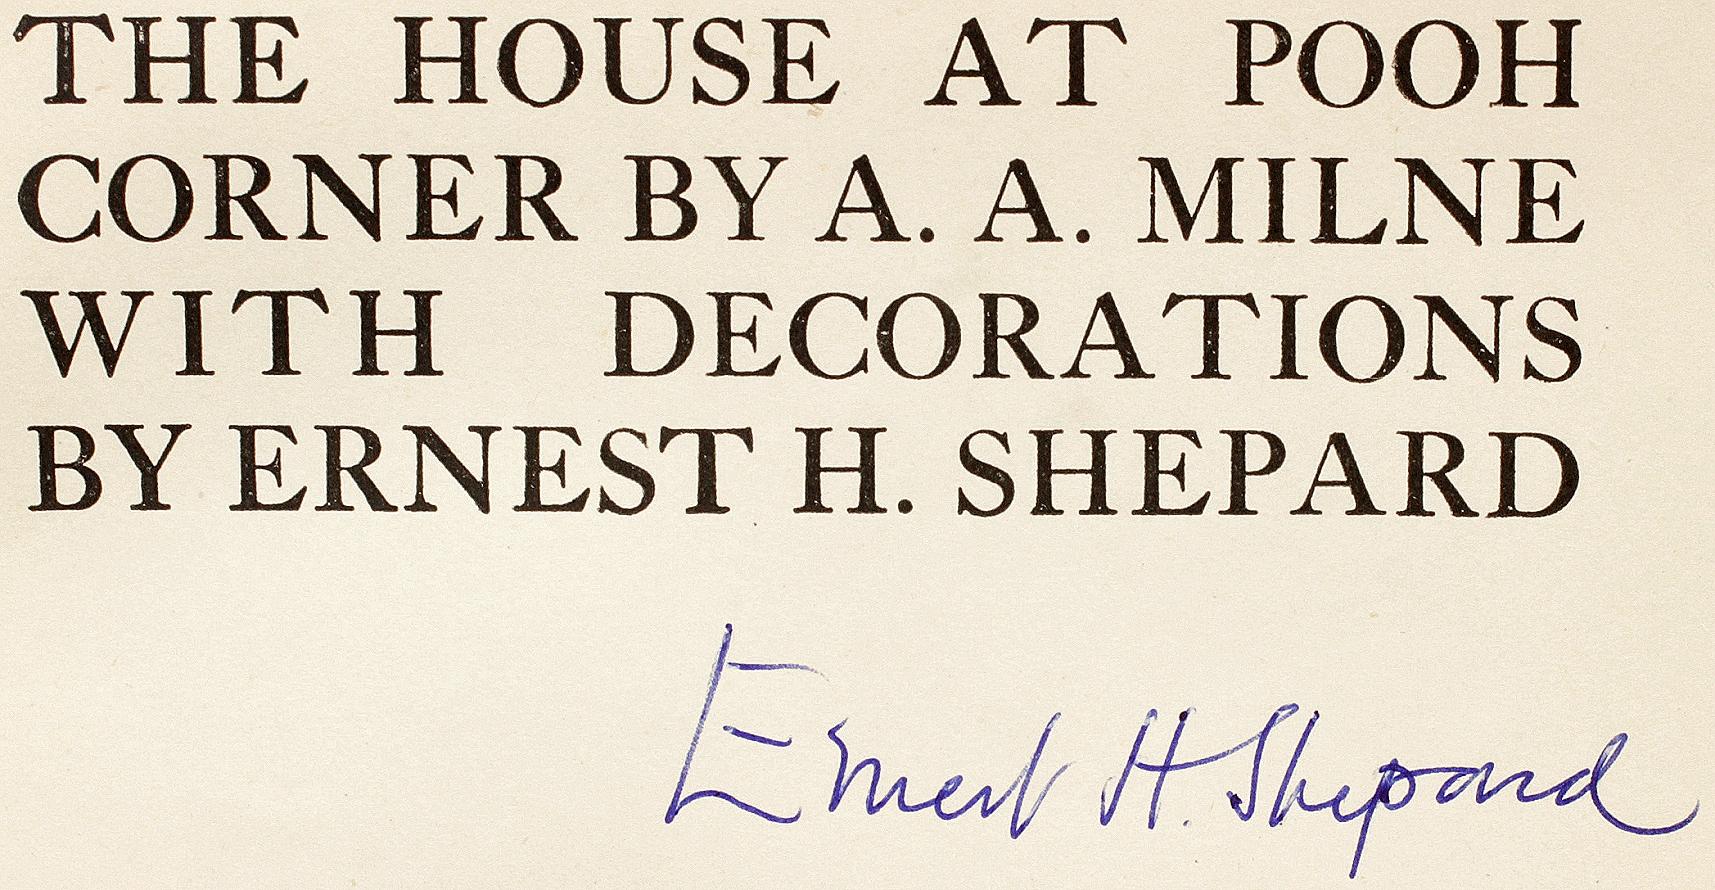 THE HOUSE AT POOH
CORNER BY A. A. MILNE
WITH DECORATIONS
BY ERNEST H. SHEPARD
Ernest H. Shepard